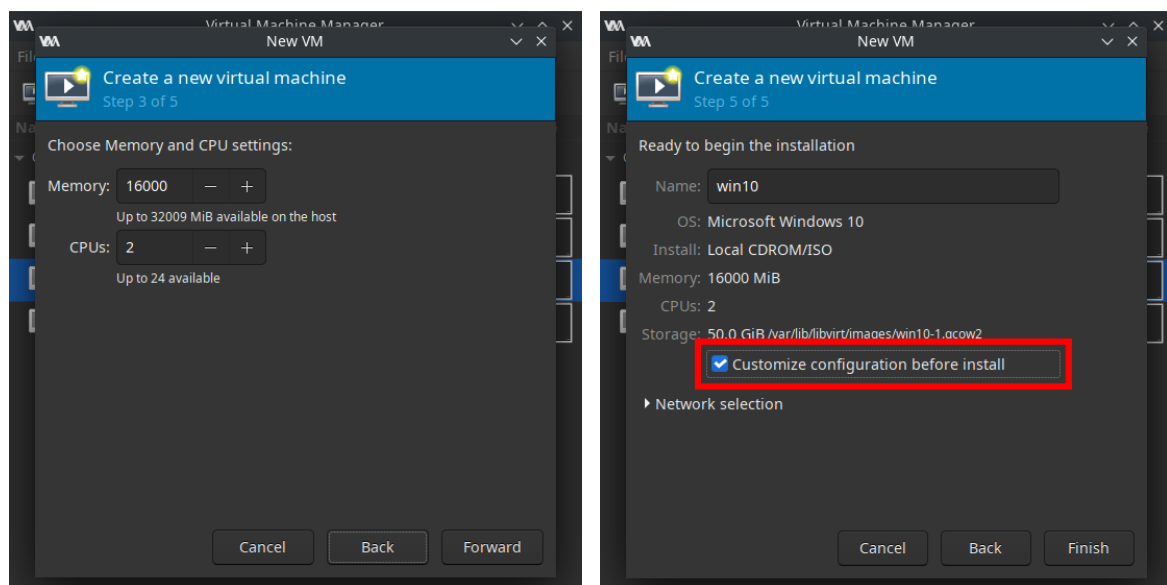 Virtual Machine Manager
New VM
Create a new virtual machine
Step 3 of 5
Choose Memory and CPU settings:
Memory: 16000 — +
Up to 32009 MiB available on the host
CPUs: 2 — +
Up to 24 available
Cancel Back Forward
Virtual Machine Manager
New VM
Create a new virtual machine
Step 5 of 5
Ready to begin the installation
Name: win10
OS: Microsoft Windows 10
Install: Local CDROM/ISO
Memory: 16000 MiB
CPUs: 2
Storage: 50.0 GiB /var/lib/libvirt/images/win10-1.qcow2
Customize configuration before install
Network selection
Cancel Back Finish